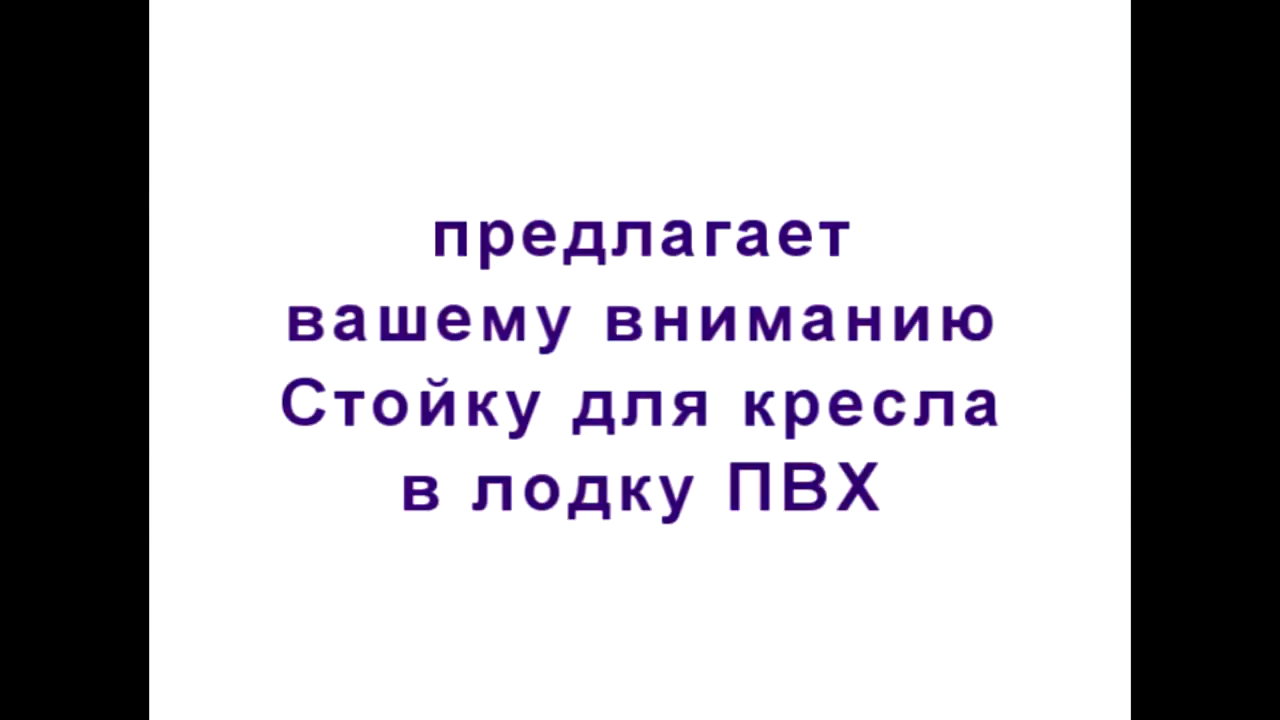 предлагает
вашему вниманию
Стойку для кресла
в лодку ПВХ